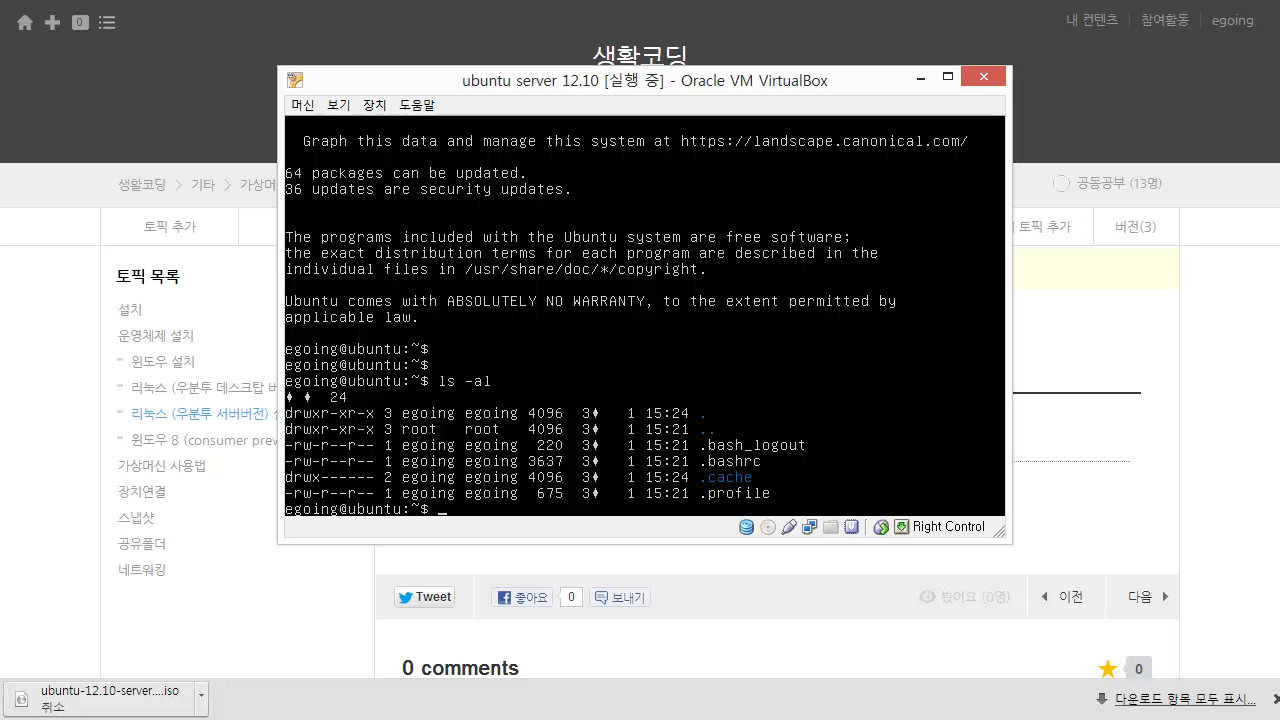 0
내 컨텐츠
참여활동
egoing
생활코딩
ubuntu server 12.10 [실행 중] - Oracle VM VirtualBox
머신 보기 장치 도움말
Graph this data and manage this system at https://landscape.canonical.com/
64 packages can be updated.
36 updates are security updates.
The programs included with the Ubuntu system are free software;
the exact distribution terms for each program are described in the
individual files in /usr/share/doc/*/copyright.
Ubuntu comes with ABSOLUTELY NO WARRANTY, to the extent permitted by
applicable law.
egoing@ubuntu:~$
egoing@ubuntu:~$
egoing@ubuntu:~$ ls -al
♦ ♦  24
drwxr-xr-x 3 egoing egoing 4096  3♦   1 15:24 .
drwxr-xr-x 3 root   root   4096  3♦   1 15:21 ..
-rw-r--r-- 1 egoing egoing  220  3♦   1 15:21 .bash_logout
-rw-r--r-- 1 egoing egoing 3637  3♦   1 15:21 .bashrc
drwx------ 2 egoing egoing 4096  3♦   1 15:24 .cache
-rw-r--r-- 1 egoing egoing  675  3♦   1 15:21 .profile
egoing@ubuntu:~$ _
Right Control
생활코딩 > 기타 > 가상머
공동공부 (13명)
토픽 추가
토픽 추가
버전(3)
토픽 목록
설치
운영체제 설치
윈도우 설치
리눅스 (우분투 데스크탑 버
리눅스 (우분투 서버버전)
윈도우 8 (consumer prev
가상머신 사용법
장치연결
스냅샷
공유폴더
네트워킹
Tweet
좋아요
0
보내기
봤어요 (0명)
이전
다음
0 comments
0
ubuntu-12.10-server....iso
취소
다운로드 항목 모두 표시...